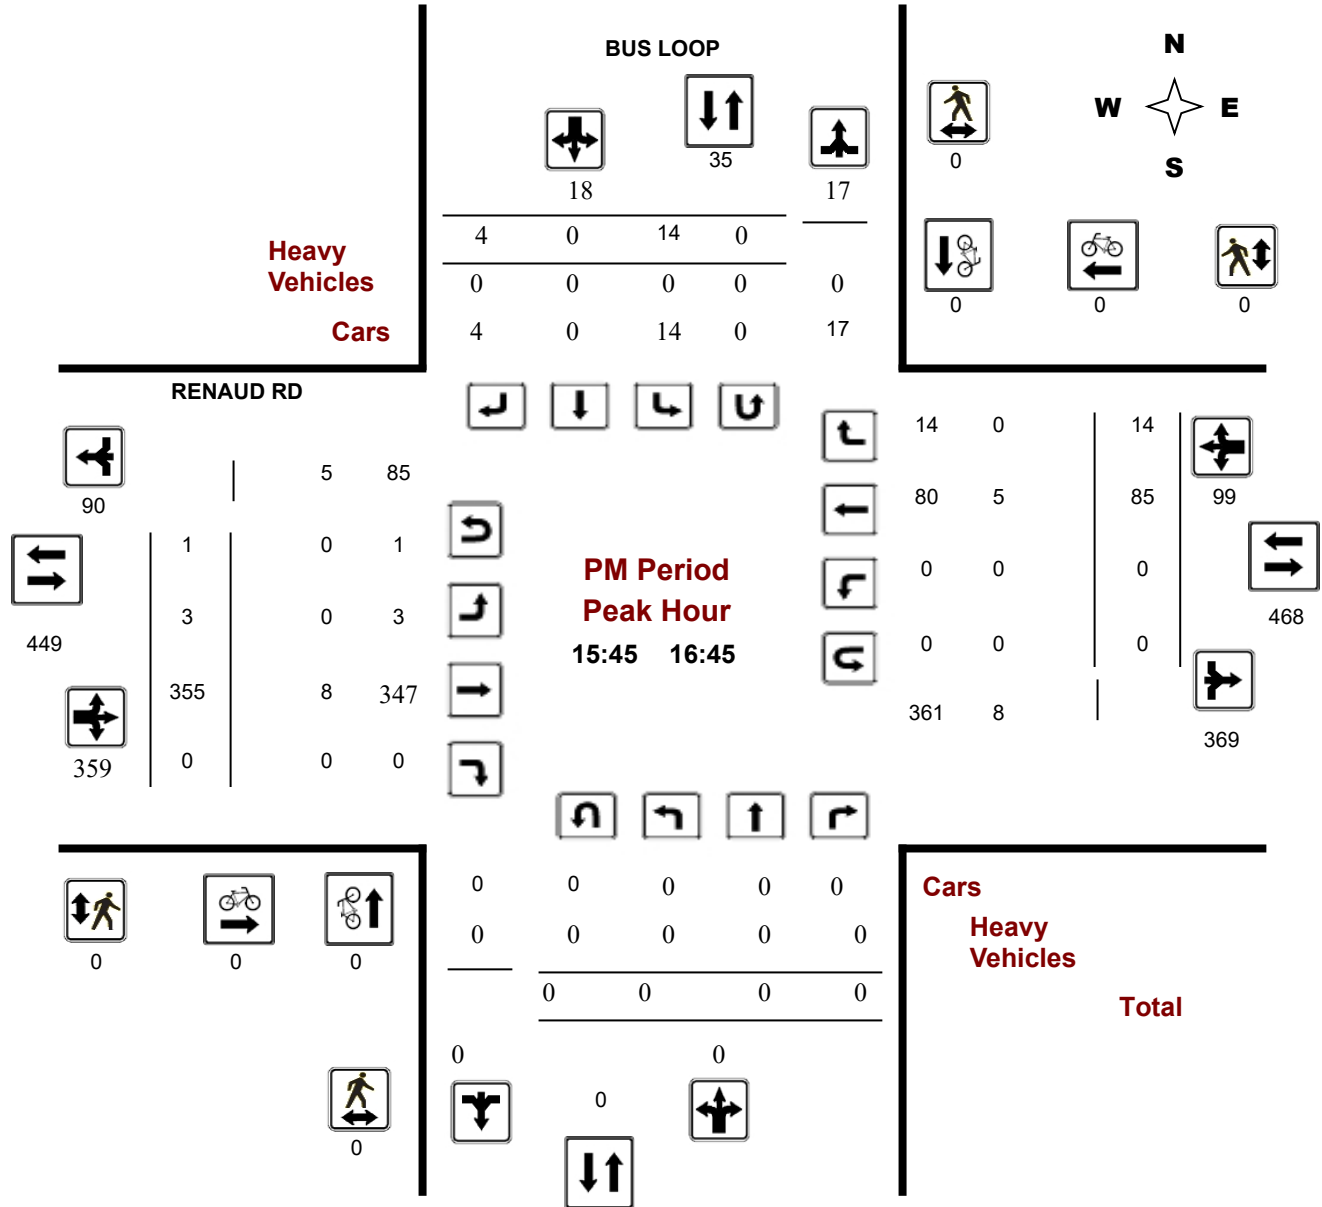 BUS LOOP
N
W E
S
35
0
18
17
4 0 14 0
Heavy
Vehicles
0 0 0 0 0
0 0 0
Cars
4 0 14 0 17
RENAUD RD
14 0 14
5 85
90
80 5 85 99
1 0 1
PM Period
0 0 0
Peak Hour
3 0 3
468
449
15:45 16:45
0 0 0
355 8 347
361 8
369
359 0 0 0
0 0 0 0 0
Cars
Heavy
Vehicles
0 0 0 0 0
0 0 0
0 0 0 0
Total
0 0
0
0